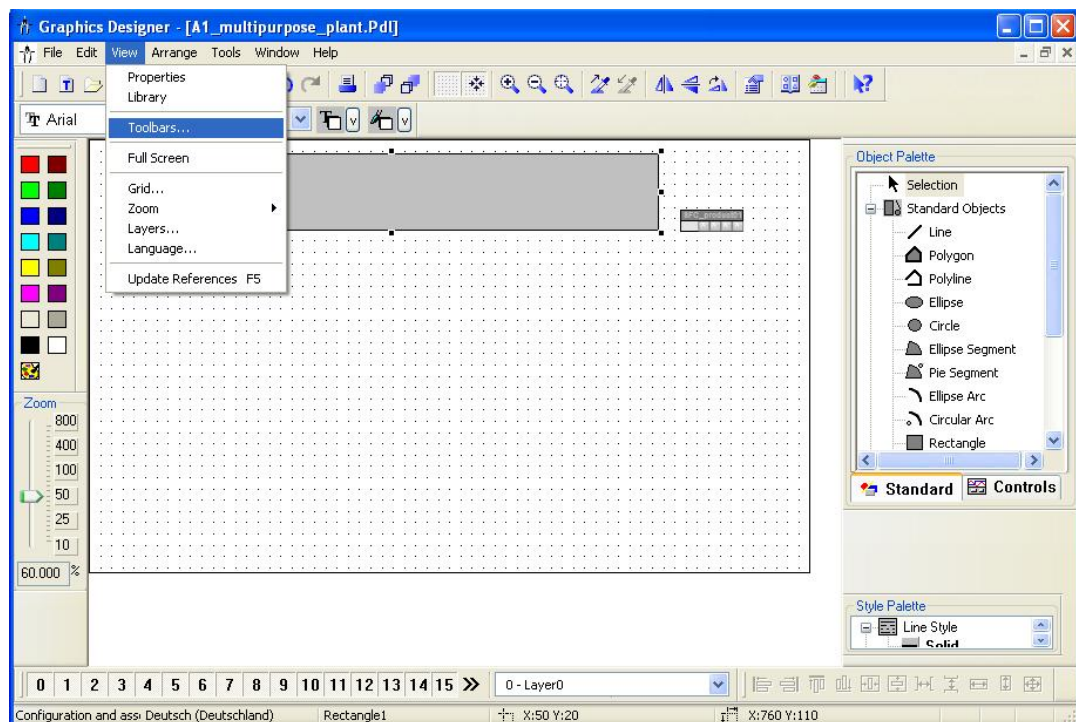 Graphics Designer - [A1_multipurpose_plant.Pdl]
File Edit View Arrange Tools Window Help
Properties
Library
Toolbars...
Full Screen
Grid...
Zoom
Layers...
Language...
Update References F5
Arial
Object Palette
Selection
Standard Objects
Line
Polygon
Polyline
Ellipse
Circle
Ellipse Segment
Pie Segment
Ellipse Arc
Circular Arc
Rectangle
Standard Controls
Zoom
800
400
100
50
25
10
60.000 %
Style Palette
Line Style
Solid
0 1 2 3 4 5 6 7 8 9 10 11 12 13 14 15
0 - Layer0
Configuration and assi Deutsch (Deutschland) Rectangle1 X:50 Y:20 X:760 Y:110